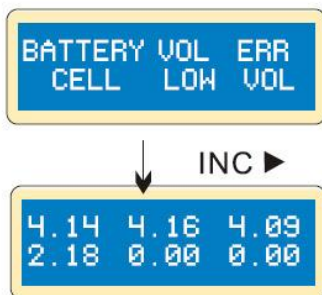 BATTERY VOL ERR
CELL LOW VOL
INC ►
4.14 4.16 4.09
2.18 0.00 0.00